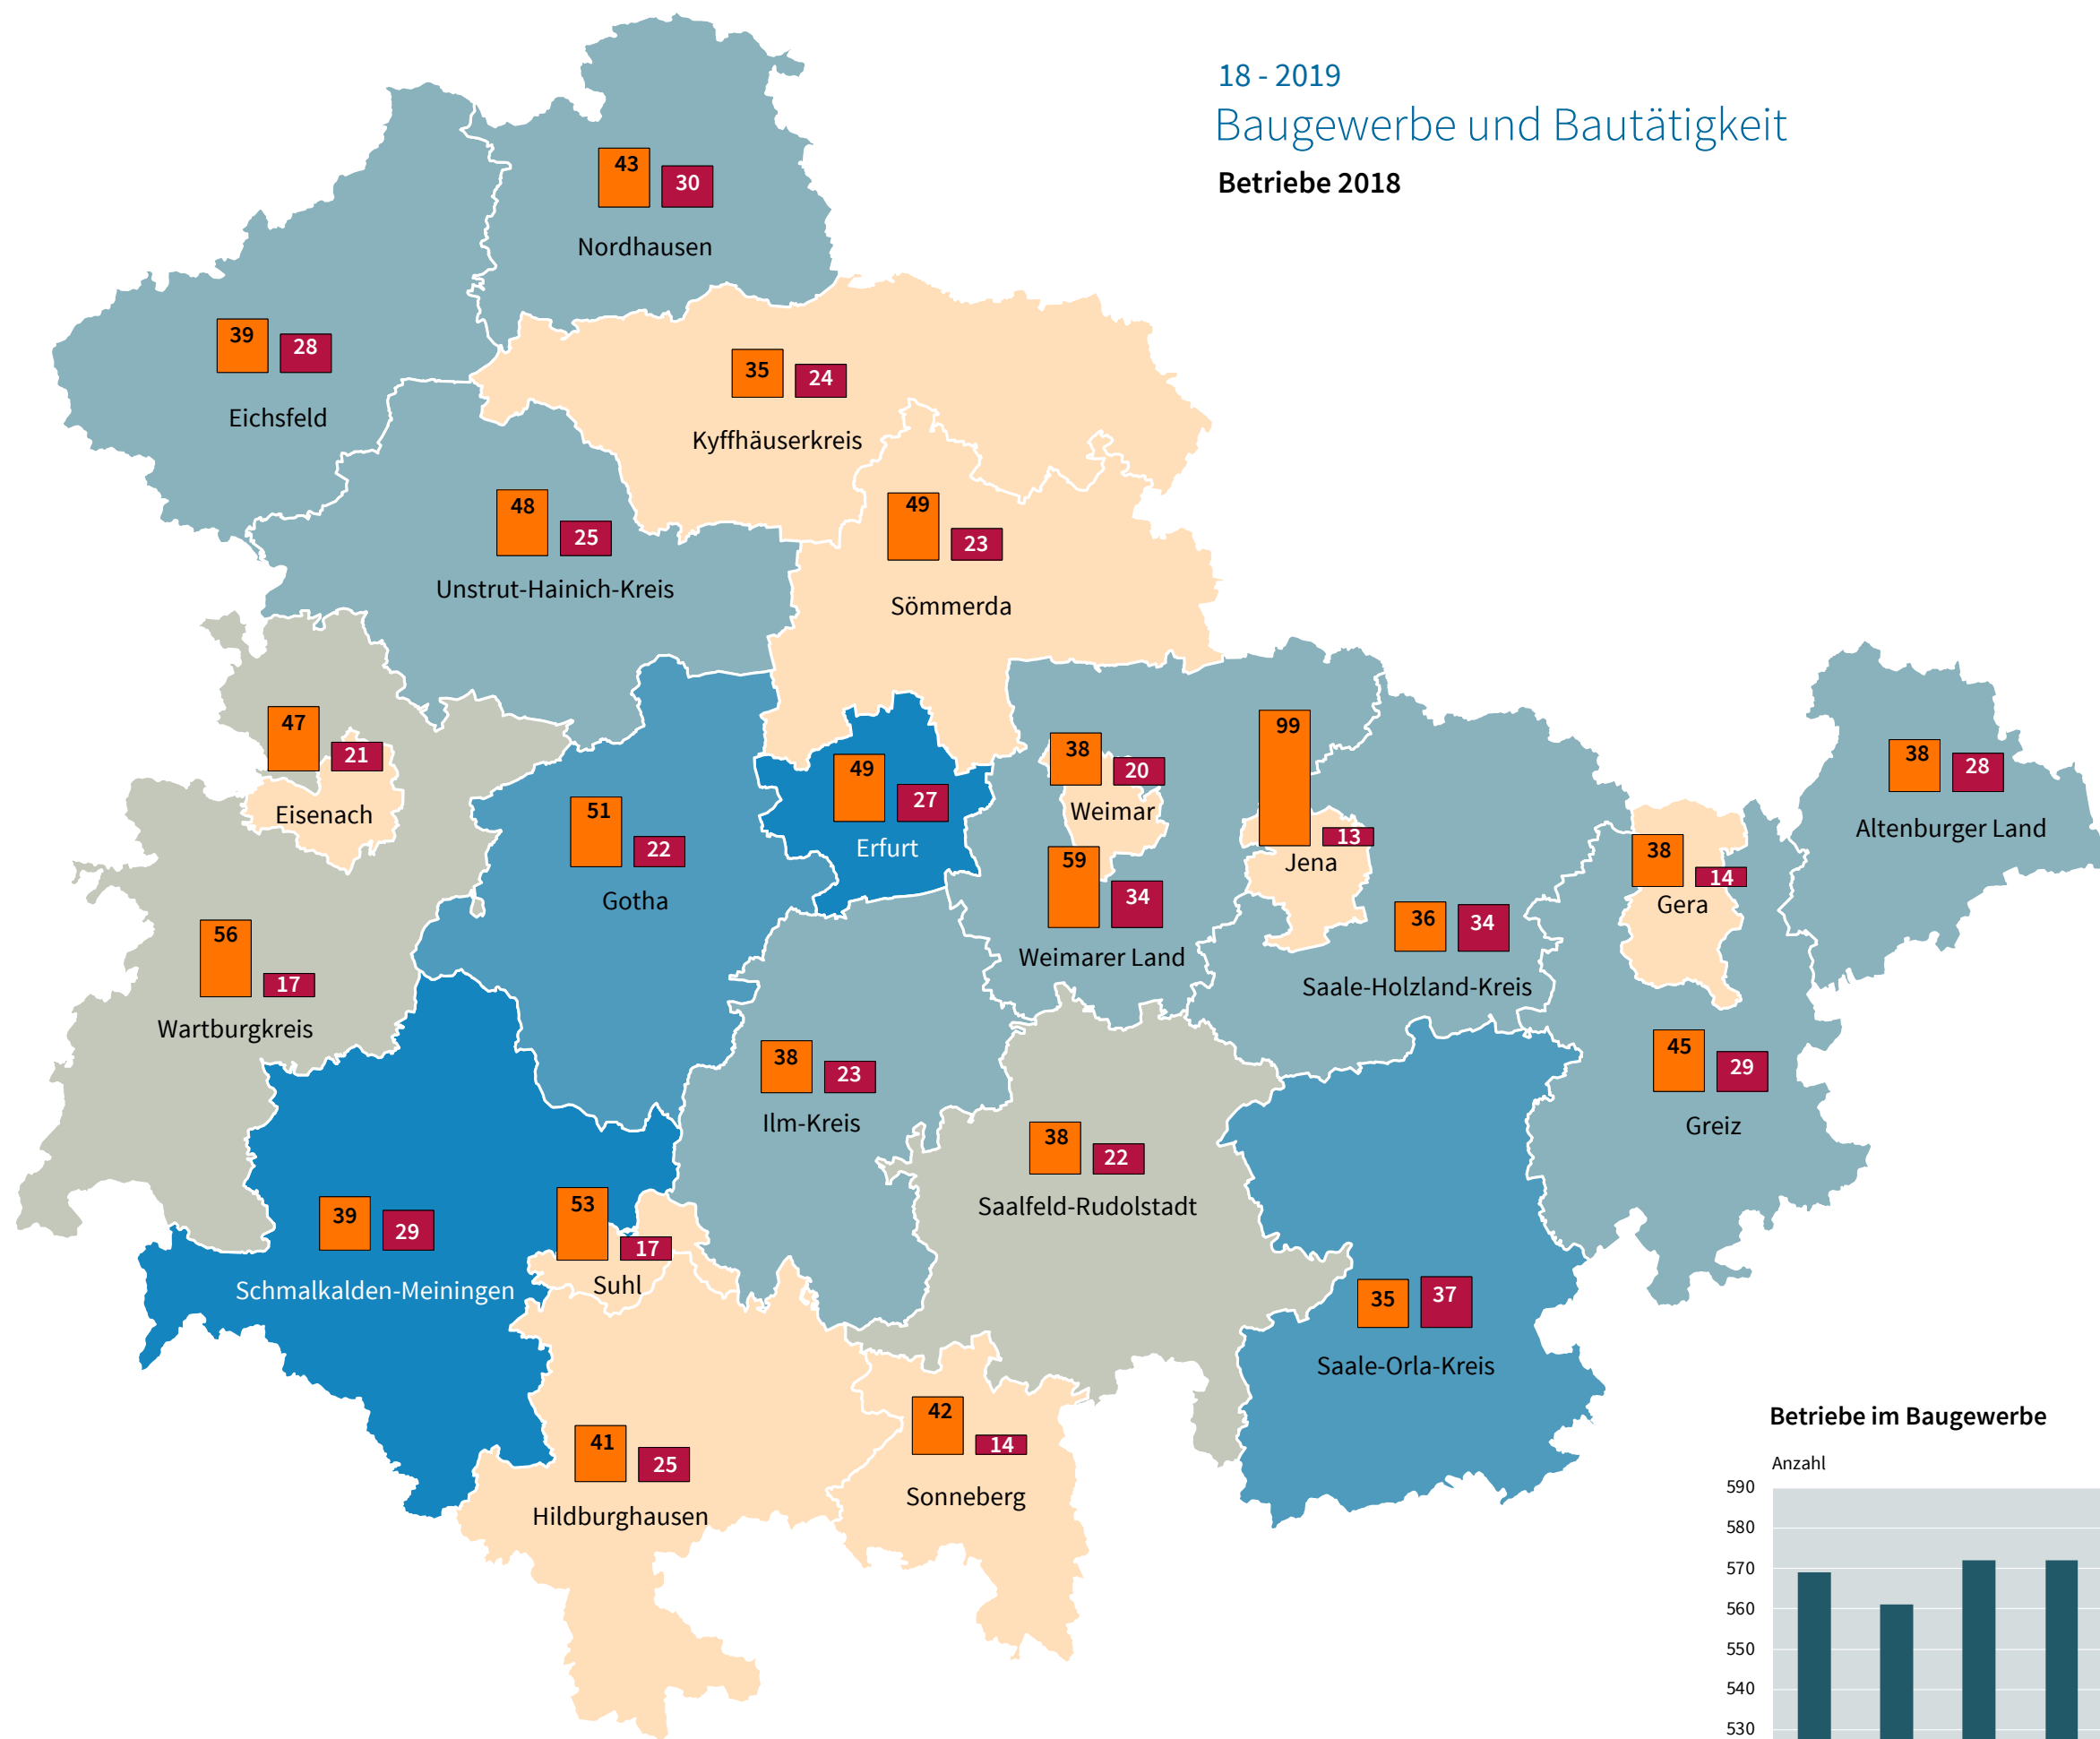 18 - 2019
Baugewerbe und Bautätigkeit
Betriebe 2018
43 30
Nordhausen
39 28
Eichsfeld
35 24
Kyffhäuserkreis
48 25
Unstrut-Hainich-Kreis
49 23
Sömmerda
47 21
Eisenach
51 22
Gotha
49 27
Erfurt
38 20
Weimar
59 34
Weimarer Land
99 13
Jena
36 34
Saale-Holzland-Kreis
38 14
Gera
38 28
Altenburger Land
56 17
Wartburgkreis
38 23
Ilm-Kreis
45 29
Greiz
38 22
Saalfeld-Rudolstadt
39 29
Schmalkalden-Meiningen
53 17
Suhl
35 37
Saale-Orla-Kreis
41 25
Hildburghausen
42 14
Sonneberg
Betriebe im Baugewerbe
Anzahl
590
580
570
560
550
540
530